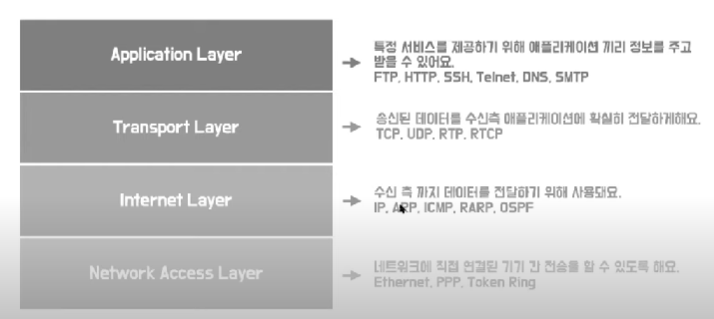 Application Layer
특정 서비스를 제공하기 위해 애플리케이션 끼리 정보를 주고
받을 수 있어요.
FTP, HTTP, SSH, Telnet, DNS, SMTP
Transport Layer
송신된 데이터를 수신측 애플리케이션에 확실히 전달하게해요.
TCP, UDP, RTP, RTCP
Internet Layer
수신 측 까지 데이터를 전달하기 위해 사용돼요.
IP, ARP, ICMP, RARP, OSPF
Network Access Layer
네트워크에 직접 연결된 기기 간 전송을 할 수 있도록 해요.
Ethernet, PPP, Token Ring